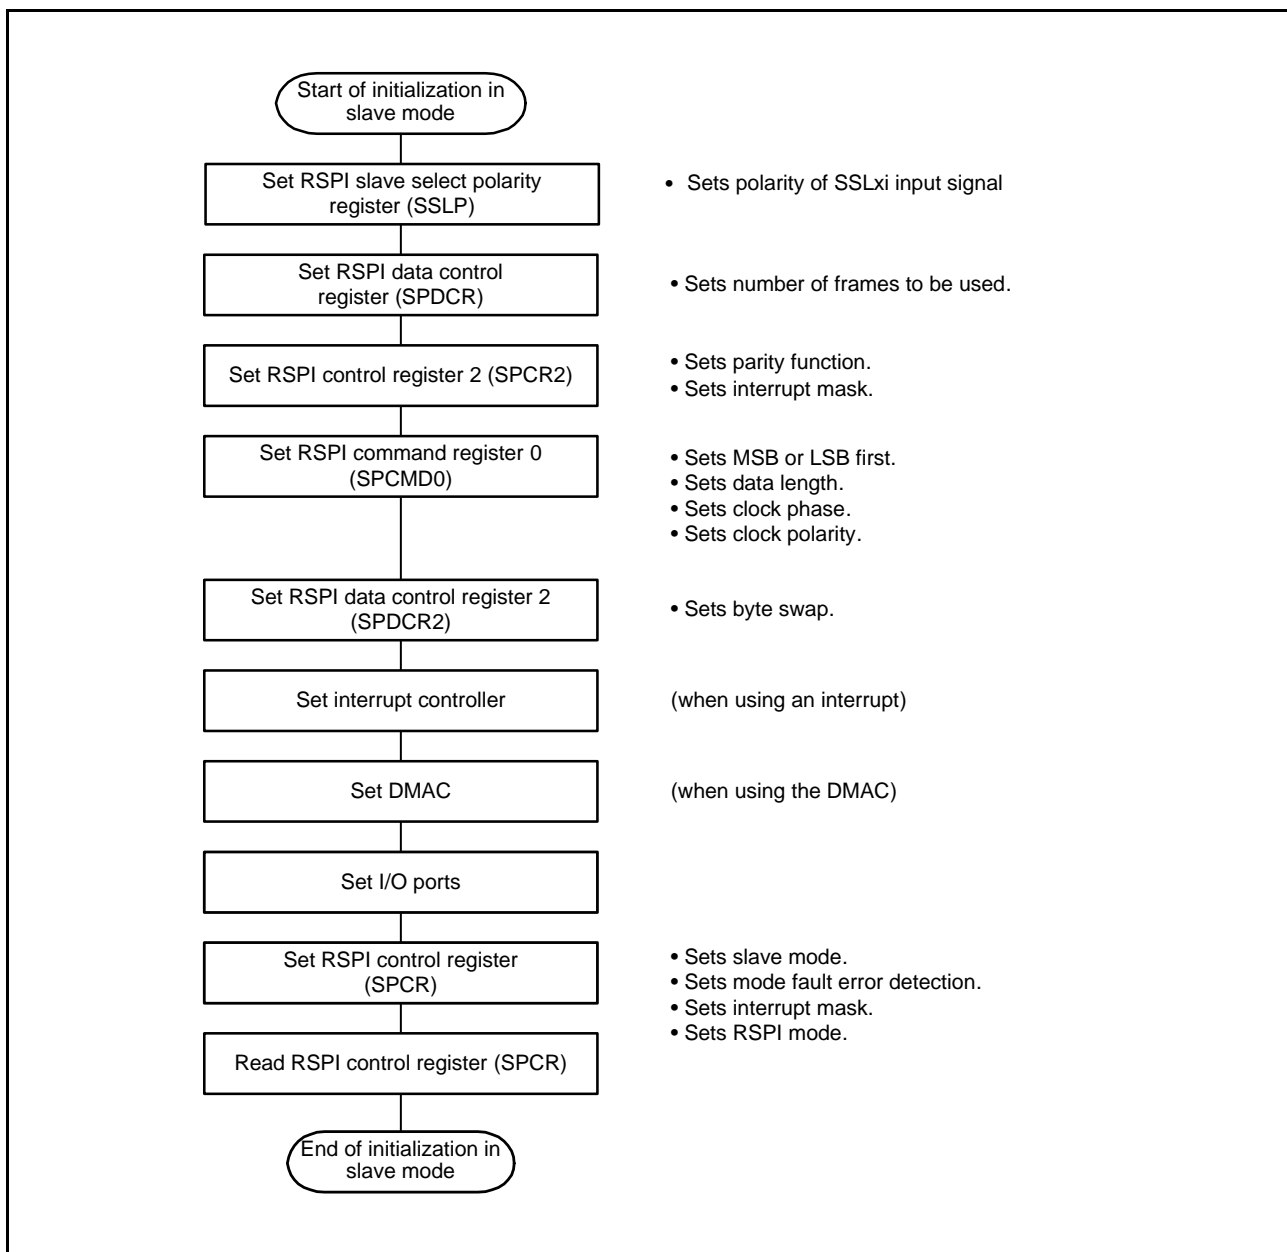 Start of initialization in
slave mode
Set RSPI slave select polarity
register (SSLP)
• Sets polarity of SSLxi input signal
Set RSPI data control
register (SPDCR)
• Sets number of frames to be used.
Set RSPI control register 2 (SPCR2)
• Sets parity function.
• Sets interrupt mask.
Set RSPI command register 0
(SPCMD0)
• Sets MSB or LSB first.
• Sets data length.
• Sets clock phase.
• Sets clock polarity.
Set RSPI data control register 2
(SPDCR2)
• Sets byte swap.
Set interrupt controller
(when using an interrupt)
Set DMAC
(when using the DMAC)
Set I/O ports
Set RSPI control register
(SPCR)
• Sets slave mode.
• Sets mode fault error detection.
• Sets interrupt mask.
• Sets RSPI mode.
Read RSPI control register (SPCR)
End of initialization in
slave mode